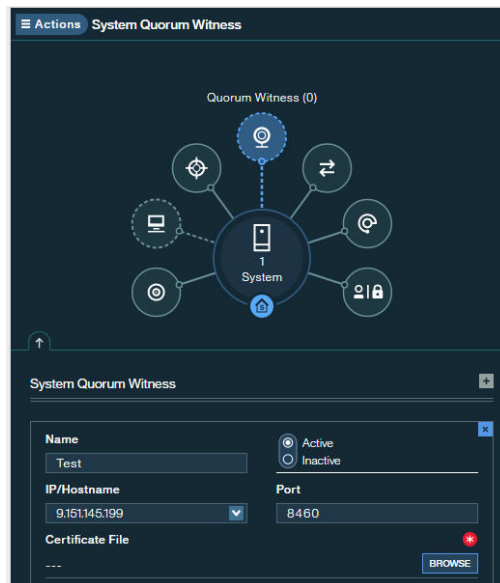 Actions System Quorum Witness
Quorum Witness (0)
1
System
S
System Quorum Witness
Name
Test
Active
Inactive
IP/Hostname
Port
9.151.145.199
8460
Certificate File
---
BROWSE